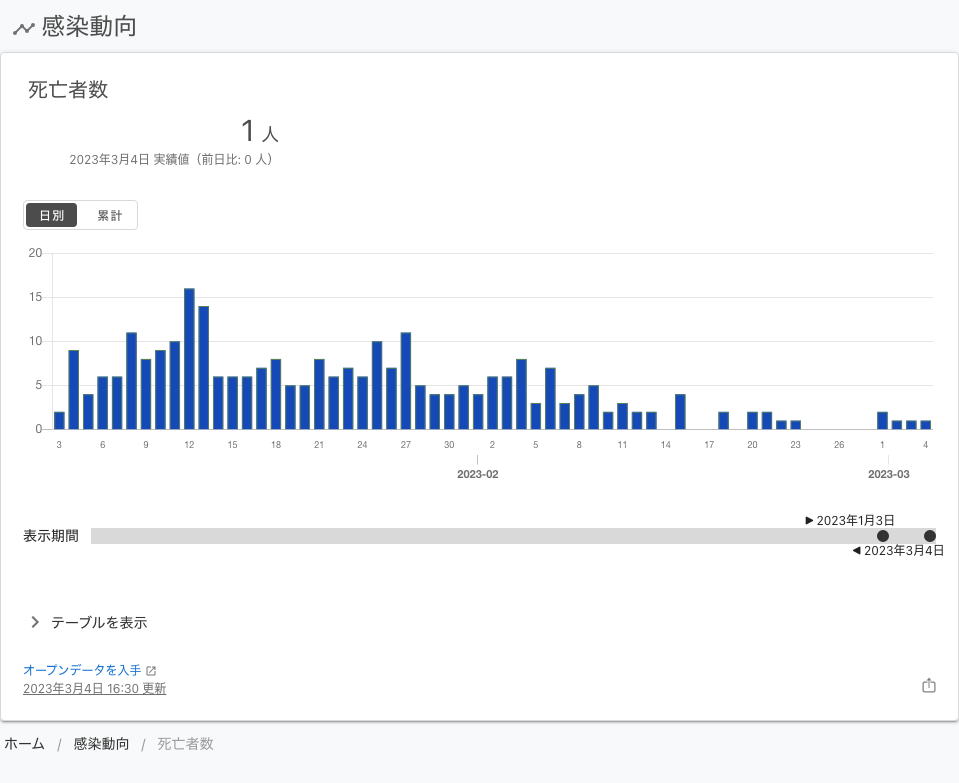 感染動向
死亡者数
1 人
2023年3月4日 実績値（前日比: 0 人）
日別 累計
20
15
10
5
0
3 6 9 12 15 18 21 24 27 30 2 5 8 11 14 17 20 23 26 1 4
2023-02 2023-03
2023年1月3日
表示期間
2023年3月4日
テーブルを表示
オープンデータを入手
2023年3月4日 16:30 更新
ホーム / 感染動向 / 死亡者数